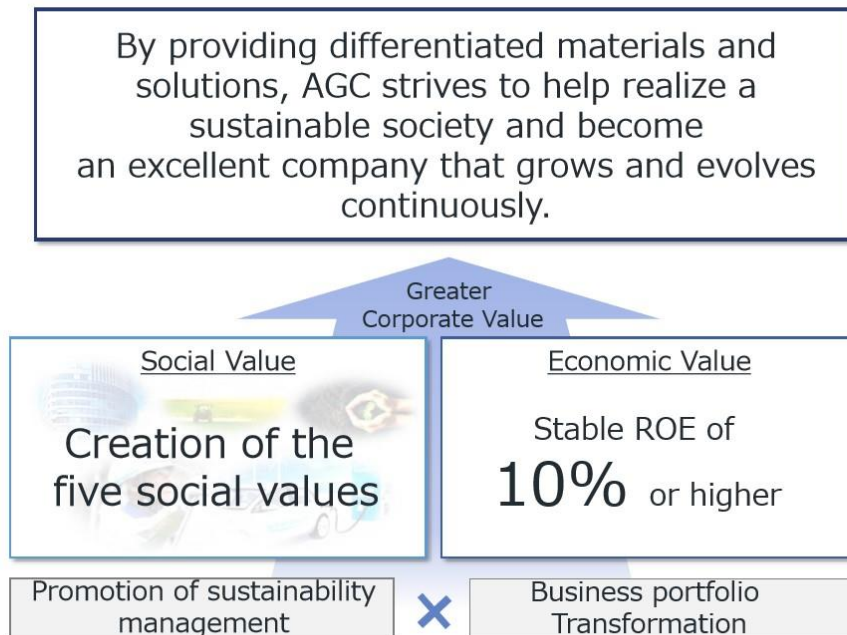 By providing differentiated materials and
solutions, AGC strives to help realize a
sustainable society and become
an excellent company that grows and evolves
continuously.
Greater
Corporate Value
Social Value
Creation of the
five social values
Economic Value
Stable ROE of
10% or higher
Promotion of sustainability
management
×
Business portfolio
Transformation